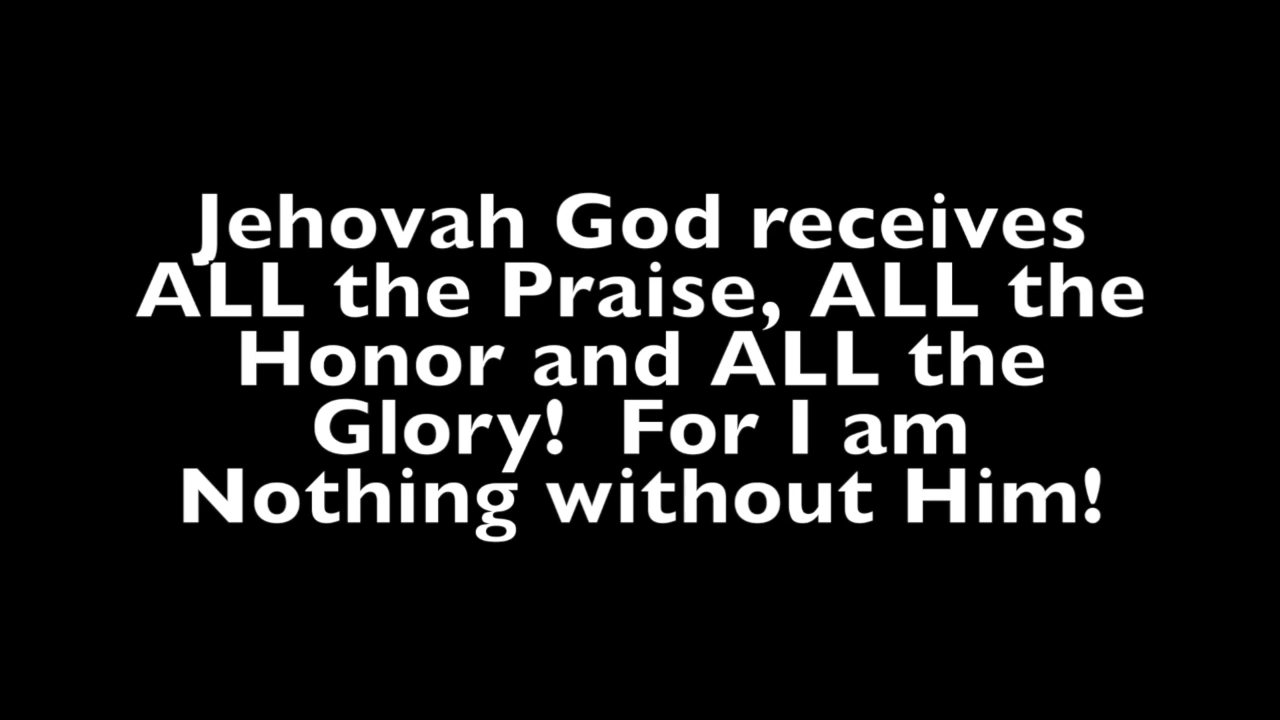 Jehovah God receives
ALL the Praise, ALL the
Honor and ALL the
Glory!  For I am
Nothing without Him!